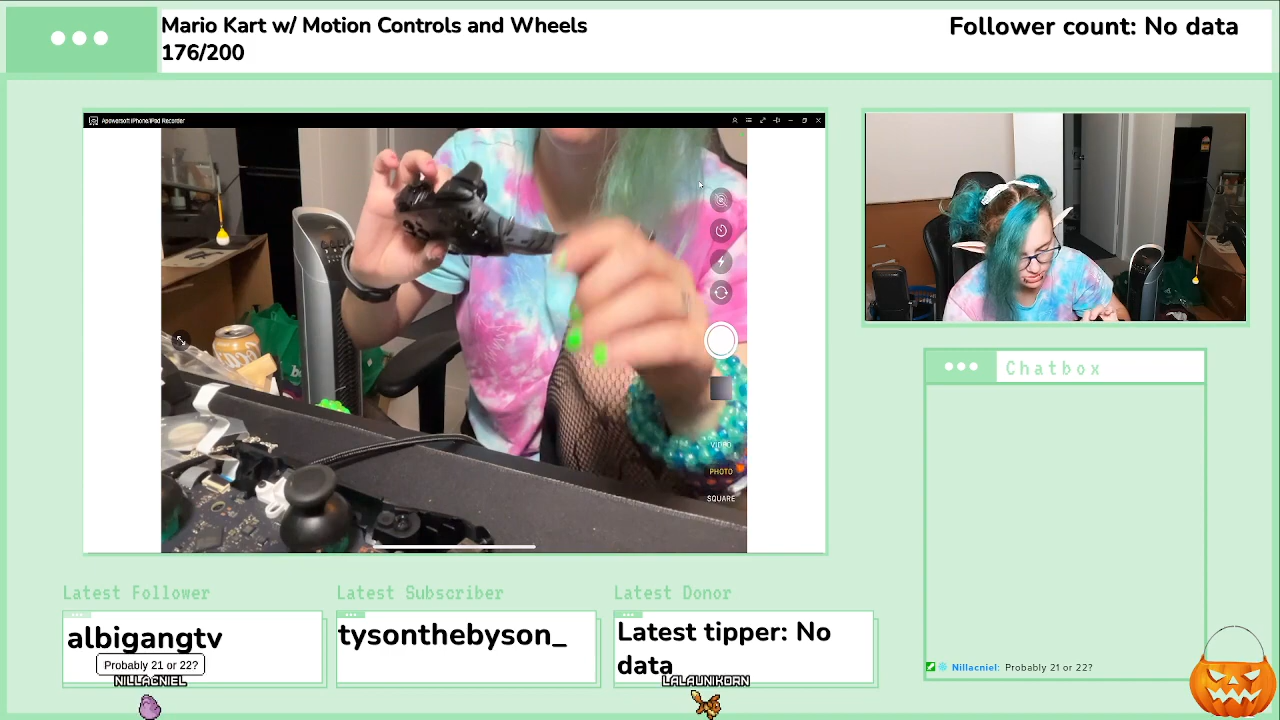 Mario Kart w/ Motion Controls and Wheels
176/200
Follower count: No data
Apowersoft iPhone/iPad Recorder
Coca
VIDEO
PHOTO
SQUARE
Chatbox
Nillacniel: Probably 21 or 22?
Latest Follower
albigangtv
Latest Subscriber
tysonthebyson_
Latest Donor
Latest tipper: No
data
Probably 21 or 22?
NILLACNIEL
LALAUNIKORN